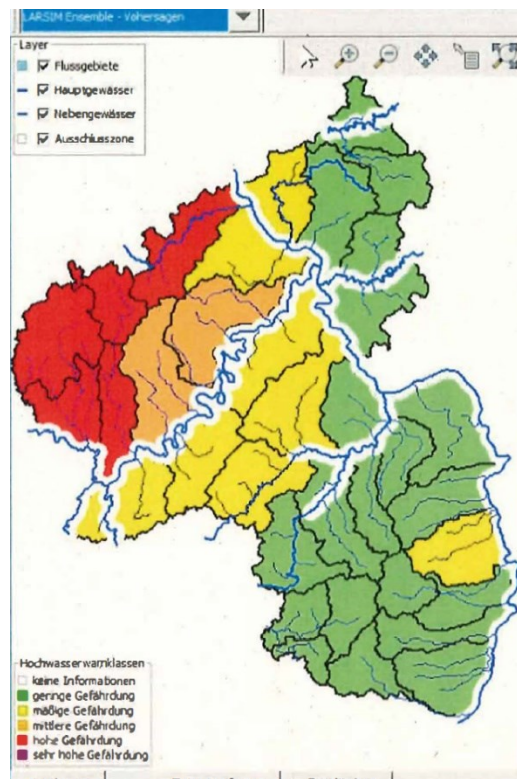 LARSIM Ensemble - Vorhersagen
Layer
Flussgebiete
Hauptgewässer
Nebengewässer
Ausschlusszone
Hochwasserwarnklassen
keine Informationen
geringe Gefährdung
mäßige Gefährdung
mittlere Gefährdung
hohe Gefährdung
sehr hohe Gefährdung